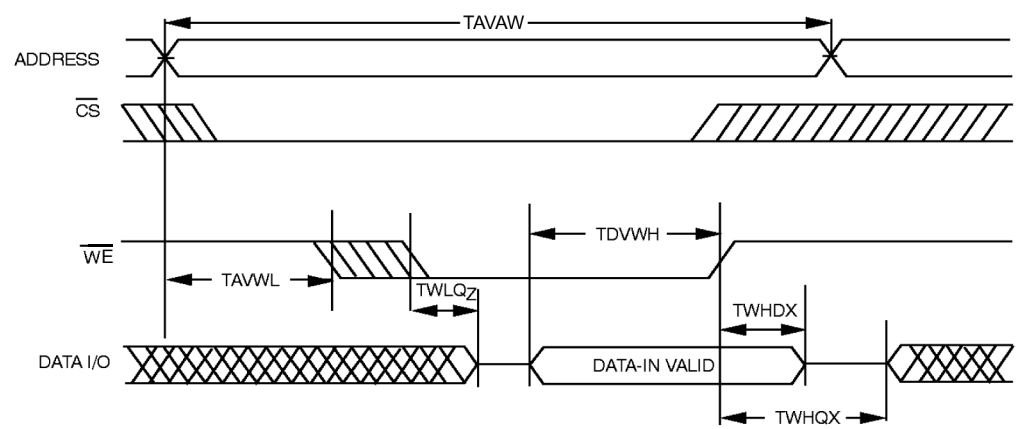 TAVAW
ADDRESS
CS
WE
TDVWH
TAVWL
TWLQZ
TWHDX
DATA I/O
DATA-IN VALID
TWHQX